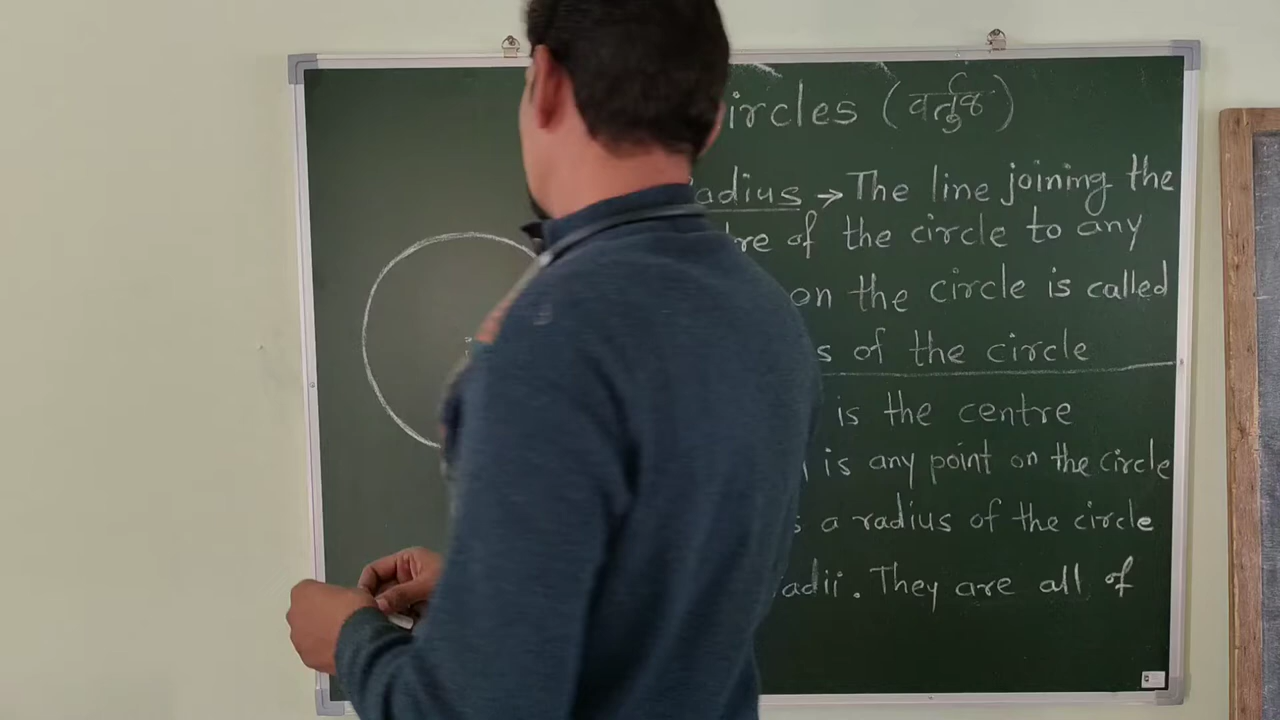 ircles (वर्तुळ)
adius → The line joining the
re of the circle to any
on the circle is called
s of the circle
is the centre
is any point on the circle
s a radius of the circle
adii. They are all of